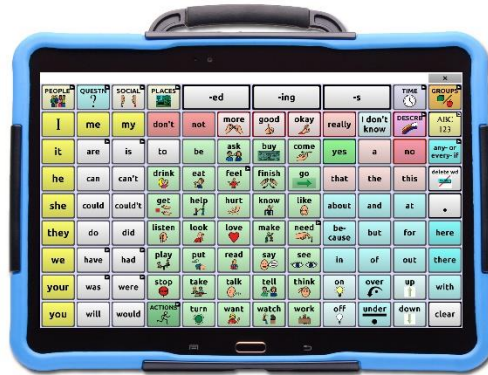 ×
PEOPLE QUESTN ? SOCIAL PLACES -ed -ing -s TIME GROUPS
I me my don't not more good okay really I don't know DESCRB ABC 123
it are is to be ask buy come yes a no any- or every- if
he can can't drink eat feel finish go that the this delete wd
she could could't get help hurt know like about and at .
they do did listen look love make need be-cause but for here
we have had play put read say see in of out there
your was were stop take talk tell think on over up with
you will would ACTIONS turn want watch work off under down clear